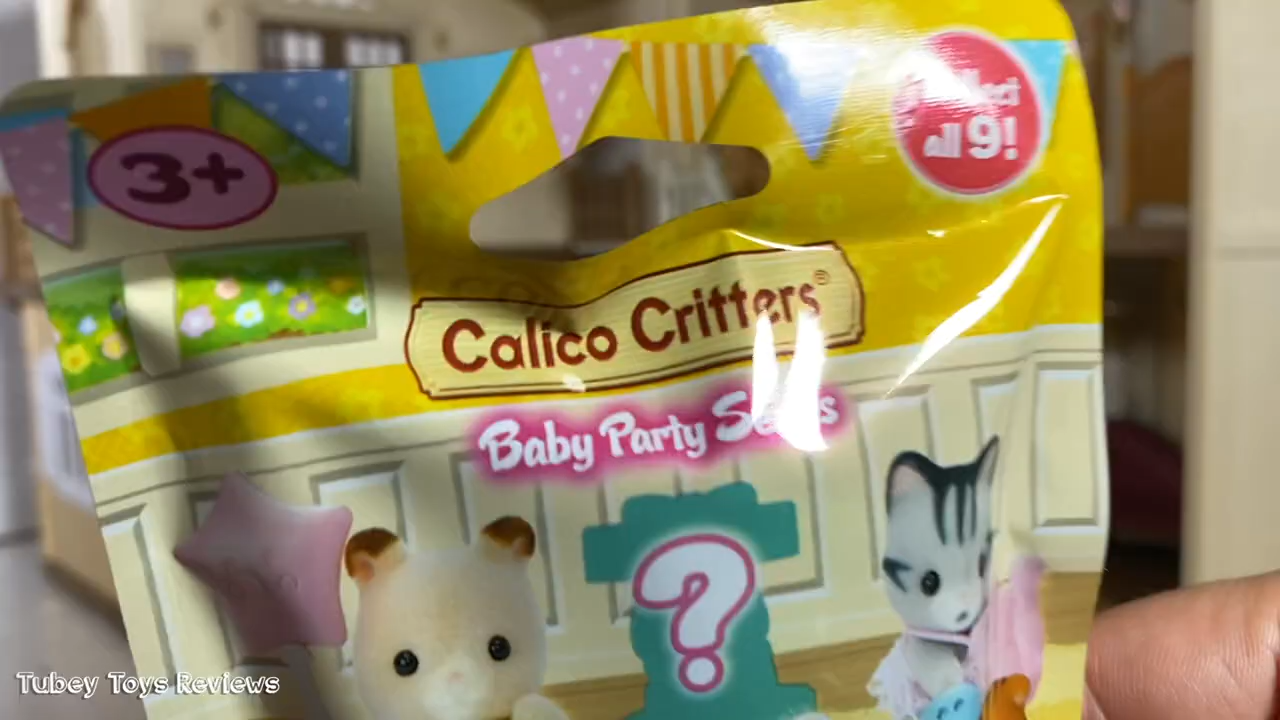 Collect
all 9!
3+
Calico Critters®
Baby Party Series
?
Tubey Toys Reviews